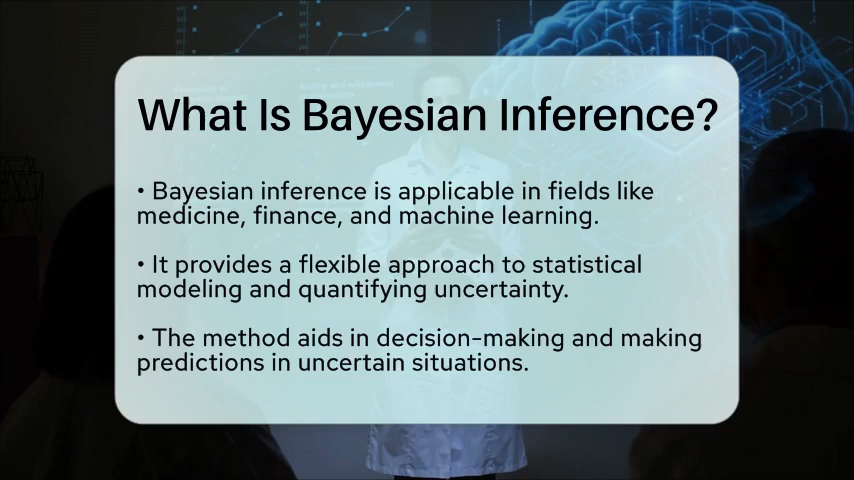 What Is Bayesian Inference?
• Bayesian inference is applicable in fields like
medicine, finance, and machine learning.
• It provides a flexible approach to statistical
modeling and quantifying uncertainty.
• The method aids in decision-making and making
predictions in uncertain situations.